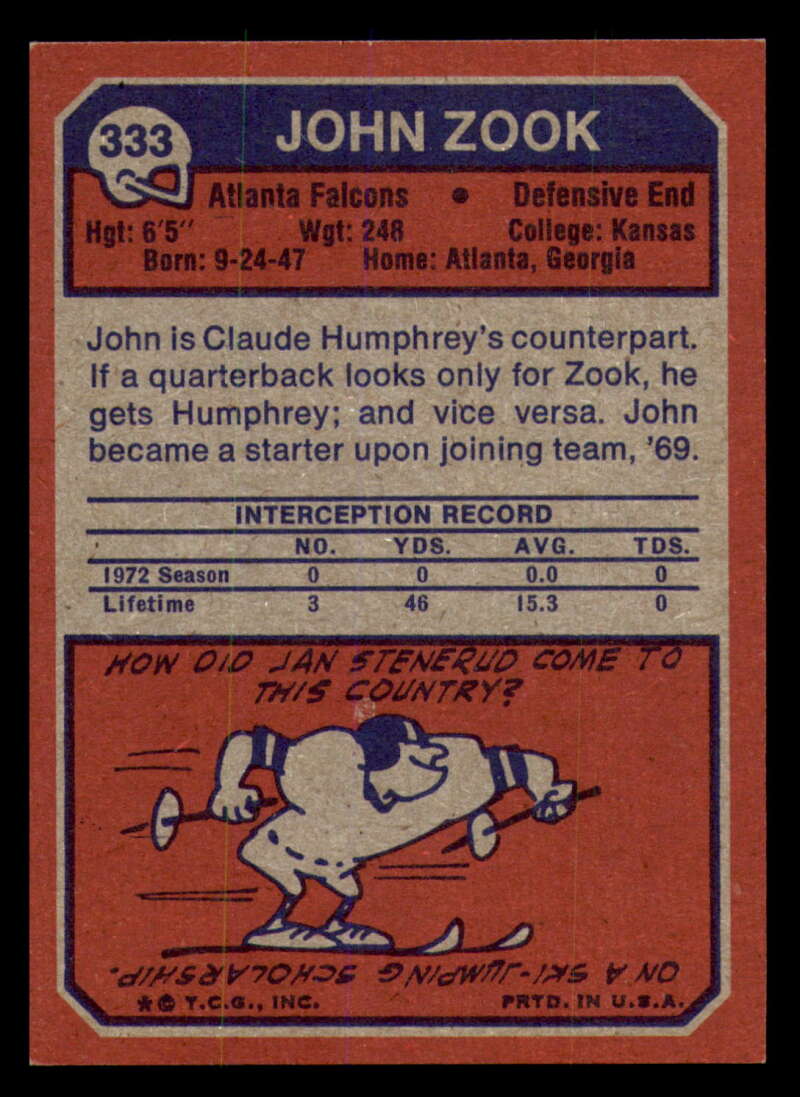 333
JOHN ZOOK
Atlanta Falcons • Defensive End
Hgt: 6'5" Wgt: 248 College: Kansas
Born: 9-24-47 Home: Atlanta, Georgia
John is Claude Humphrey's counterpart.
If a quarterback looks only for Zook, he
gets Humphrey; and vice versa. John
became a starter upon joining team, '69.
INTERCEPTION RECORD
NO. YDS. AVG. TDS.
1972 Season 0 0 0.0 0
Lifetime 3 46 15.3 0
HOW DID JAN STENERUD COME TO
THIS COUNTRY?
ON A SKI-JUMPING SCHOLARSHIP.
* © T.C.G., INC. PRTD. IN U.S.A.